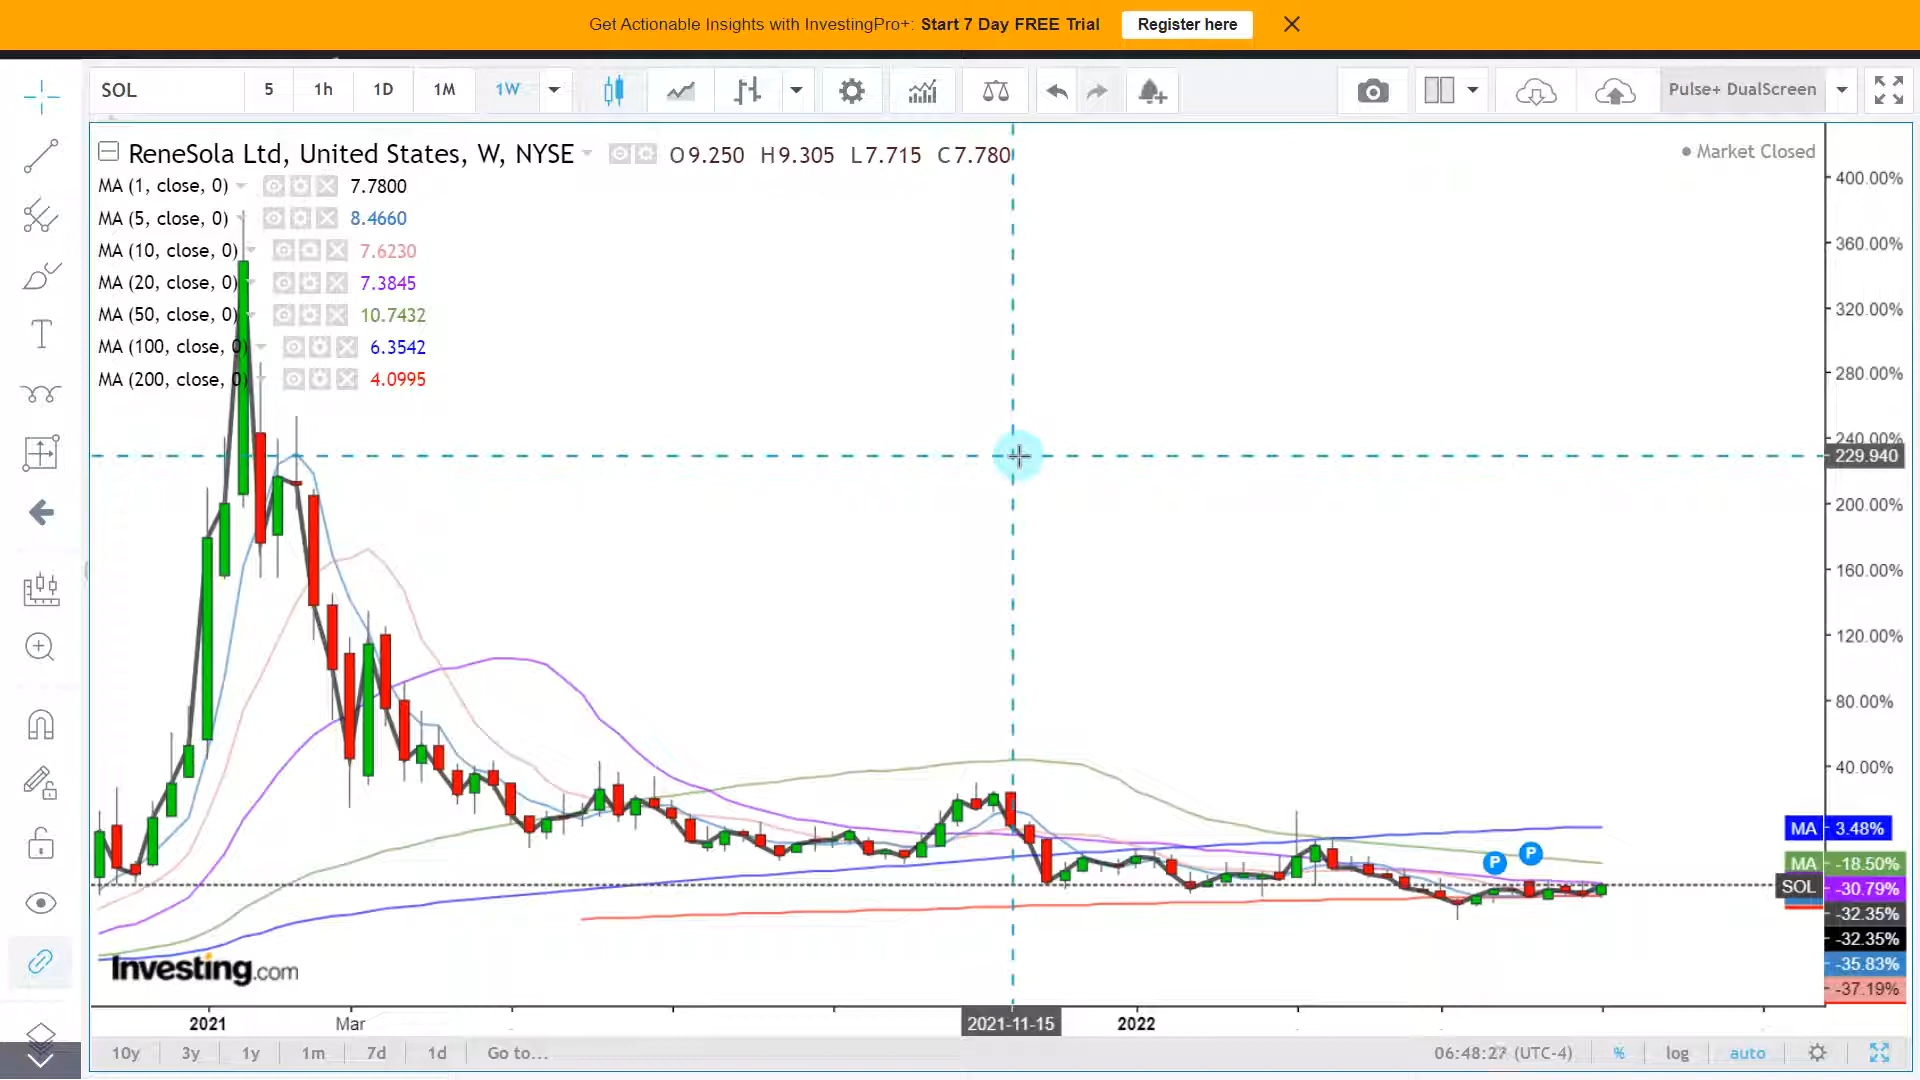 Get Actionable Insights with InvestingPro+: Start 7 Day FREE Trial Register here
SOL 5 1h 1D 1M 1W Pulse+ DualScreen
ReneSola Ltd, United States, W, NYSE O9.250 H9.305 L7.715 C7.780
Market Closed
MA (1, close, 0) 7.7800
MA (5, close, 0) 8.4660
MA (10, close, 0) 7.6230
MA (20, close, 0) 7.3845
MA (50, close, 0) 10.7432
MA (100, close, 0) 6.3542
MA (200, close, 0) 4.0995
400.00%
360.00%
320.00%
280.00%
240.00%
229.940
200.00%
160.00%
120.00%
80.00%
40.00%
MA 3.48%
P P
MA -18.50%
SOL -30.79%
-32.35%
-32.35%
-35.83%
-37.19%
Investing.com
2021 Mar 2021-11-15 2022
10y 3y 1y 1m 7d 1d Go to... 06:48:27 (UTC-4) % log auto